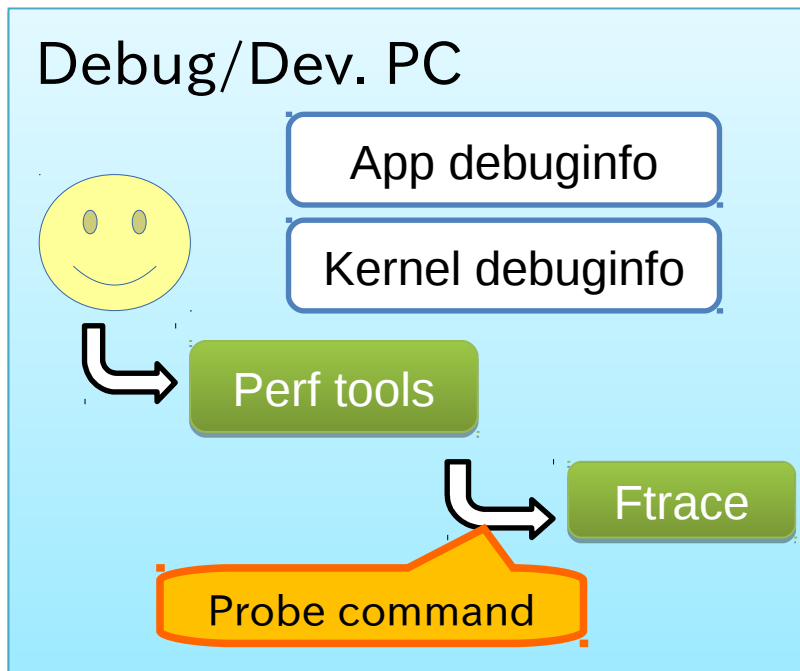 Debug/Dev. PC
App debuginfo
Kernel debuginfo
Perf tools
Ftrace
Probe command